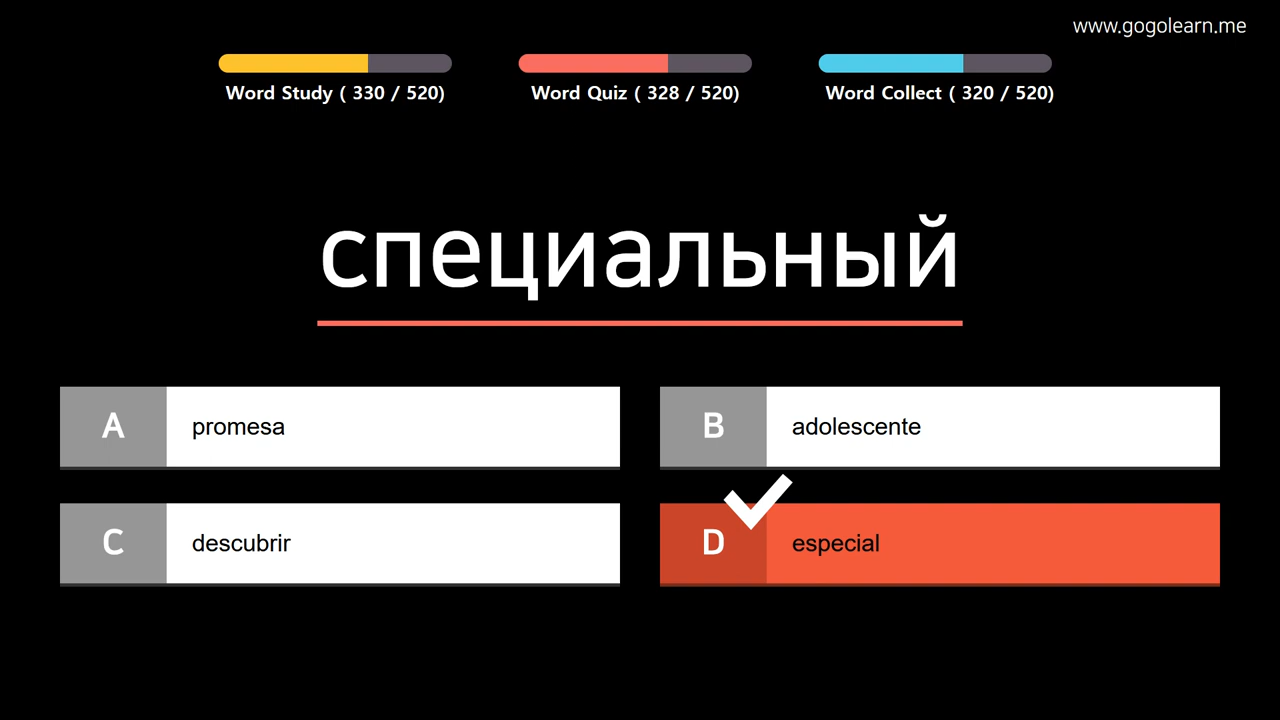 www.gogolearn.me
Word Study ( 330 / 520)
Word Quiz ( 328 / 520)
Word Collect ( 320 / 520)
специальный
A promesa
B adolescente
C descubrir
D especial